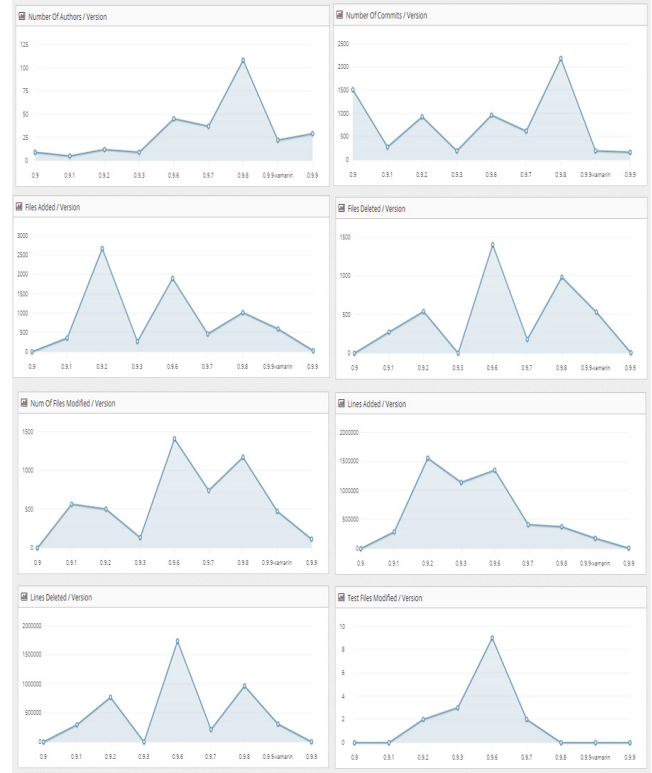 Number Of Authors / Version
125
100
75
50
25
0
0.9 0.9.1 0.9.2 0.9.3 0.9.6 0.9.7 0.9.8 0.9.9-xamarin 0.9.9
Number Of Commits / Version
2500
2000
1500
1000
500
0
0.9 0.9.1 0.9.2 0.9.3 0.9.6 0.9.7 0.9.8 0.9.9-xamarin 0.9.9
Files Added / Version
3000
2500
2000
1500
1000
500
0
0.9 0.9.1 0.9.2 0.9.3 0.9.6 0.9.7 0.9.8 0.9.9-xamarin 0.9.9
Files Deleted / Version
1500
1000
500
0
0.9 0.9.1 0.9.2 0.9.3 0.9.6 0.9.7 0.9.8 0.9.9-xamarin 0.9.9
Num Of Files Modified / Version
1500
1000
500
0
0.9 0.9.1 0.9.2 0.9.3 0.9.6 0.9.7 0.9.8 0.9.9-xamarin 0.9.9
Lines Added / Version
2000000
1500000
1000000
500000
0
0.9 0.9.1 0.9.2 0.9.3 0.9.6 0.9.7 0.9.8 0.9.9-xamarin 0.9.9
Lines Deleted / Version
2000000
1500000
1000000
500000
0
0.9 0.9.1 0.9.2 0.9.3 0.9.6 0.9.7 0.9.8 0.9.9-xamarin 0.9.9
Test Files Modified / Version
10
8
6
4
2
0
0.9 0.9.1 0.9.2 0.9.3 0.9.6 0.9.7 0.9.8 0.9.9-xamarin 0.9.9